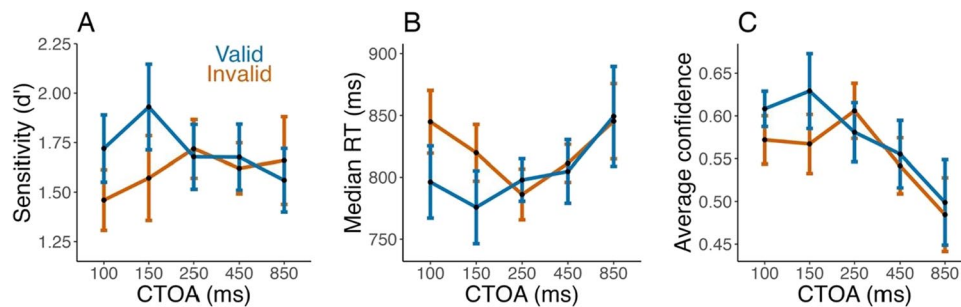 A
Sensitivity (d')
2.25
2.00
1.75
1.50
1.25
Valid
Invalid
100 150 250 450 850
CTOA (ms)
B
Median RT (ms)
900
850
800
750
100 150 250 450 850
CTOA (ms)
C
Average confidence
0.65
0.60
0.55
0.50
0.45
100 150 250 450 850
CTOA (ms)